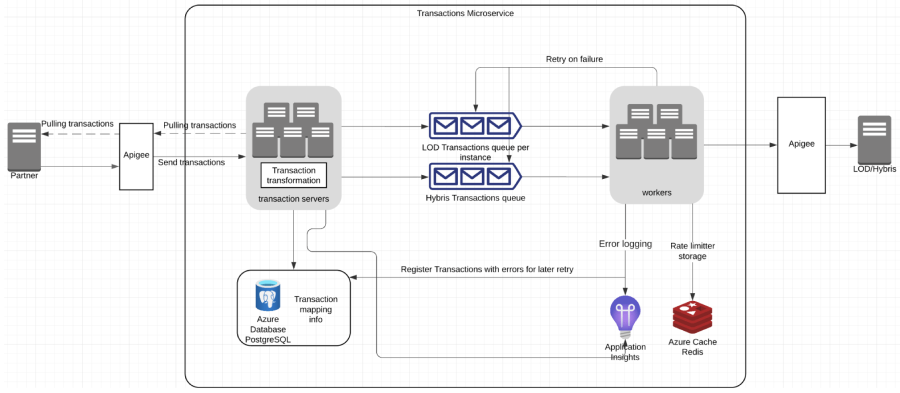 Transactions Microservice
Retry on failure
Pulling transactions
Pulling transactions
Apigee
Send transactions
Partner
Transaction
transformation
transaction servers
LOD Transactions queue per
instance
Hybris Transactions queue
workers
Apigee
LOD/Hybris
Error logging
Rate limitter
storage
Register Transactions with errors for later retry
Azure
Database
PostgreSQL
Transaction
mapping
info
Application
Insights
Azure Cache
Redis